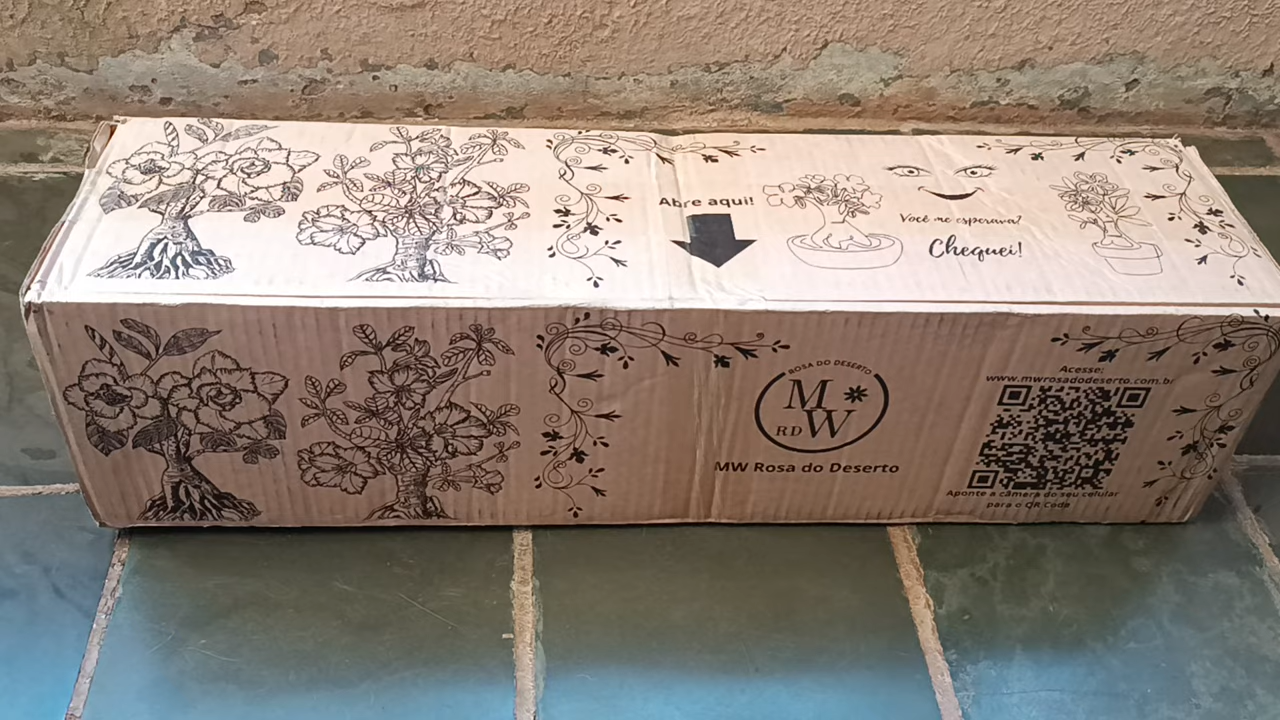 Abre aqui!
Você me esperava?
Cheguei!
ROSA DO DESERTO
MW
RD
MW Rosa do Deserto
Acesse:
www.mwrosadodeserto.com.br
Aponte a câmera do seu celular
para o QR Code